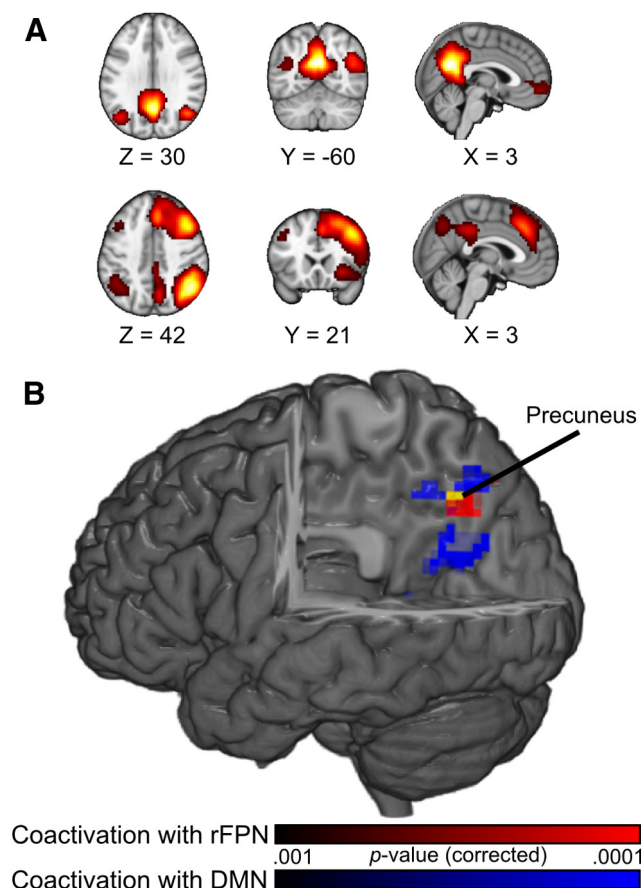 A
Z = 30 Y = -60 X = 3
Z = 42 Y = 21 X = 3
B
Precuneus
Coactivation with rFPN
.001 p-value (corrected) .0001
Coactivation with DMN